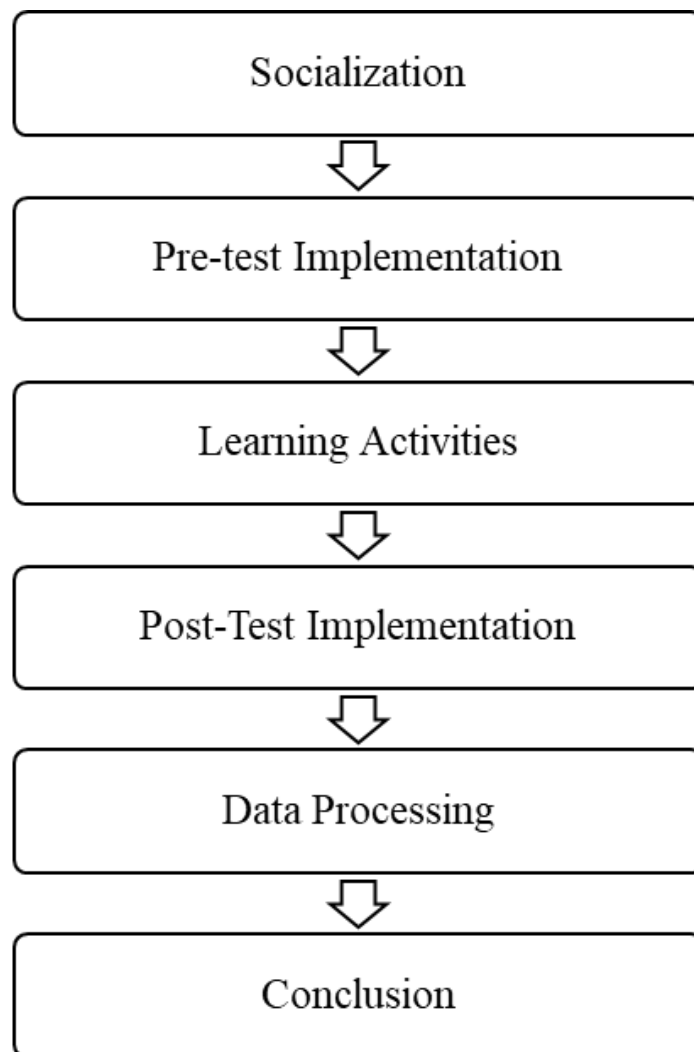 Socialization
Pre-test Implementation
Learning Activities
Post-Test Implementation
Data Processing
Conclusion